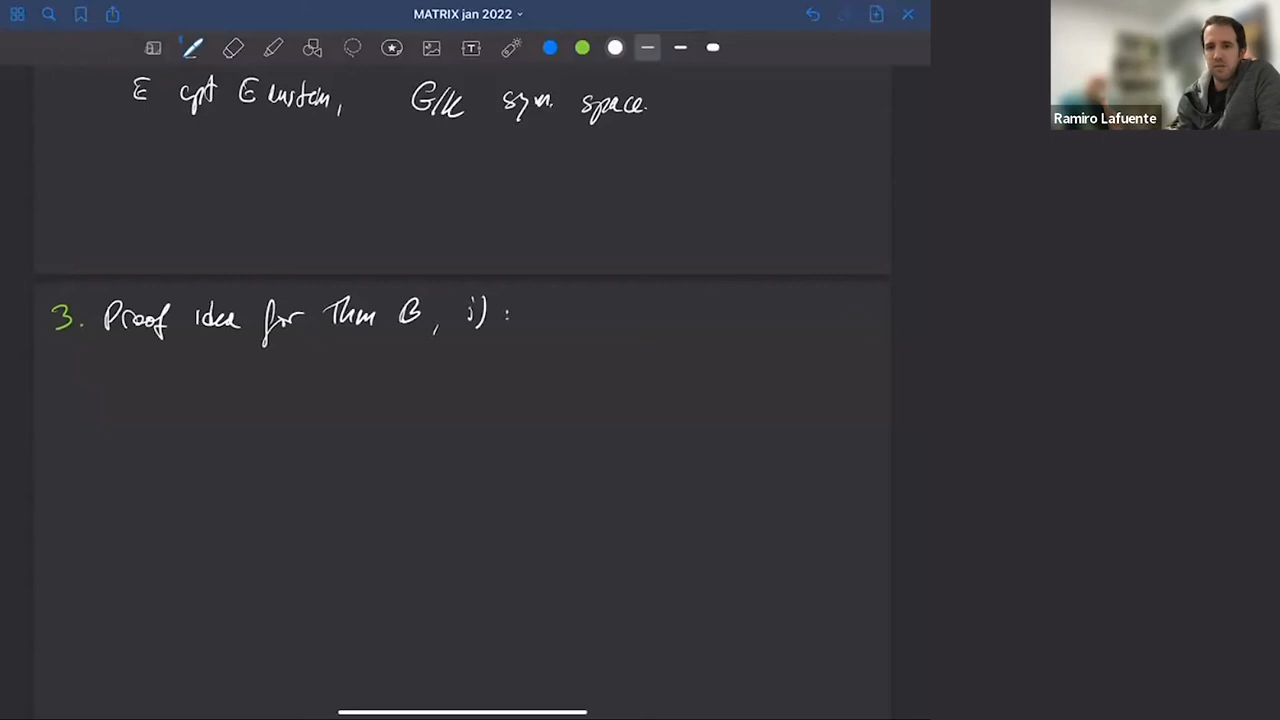 MATRIX jan 2022
Ramiro Lafuente
E cpt Einstein, G/K sym. space.
3. Proof idea for Thm B, i) :